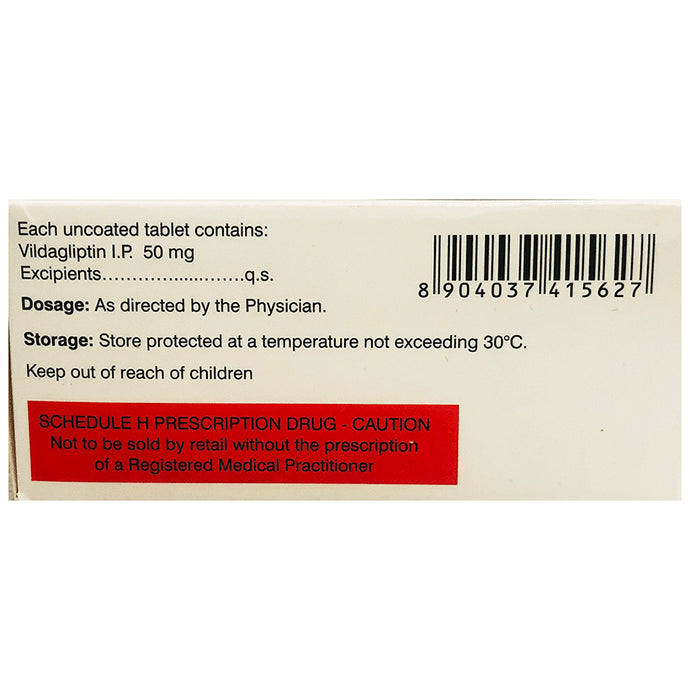 Each uncoated tablet contains:
Vildagliptin I.P. 50 mg
Excipients.....................q.s.
8 904037 415627
Dosage: As directed by the Physician.
Storage: Store protected at a temperature not exceeding 30°C.
Keep out of reach of children
SCHEDULE H PRESCRIPTION DRUG - CAUTION
Not to be sold by retail without the prescription
of a Registered Medical Practitioner